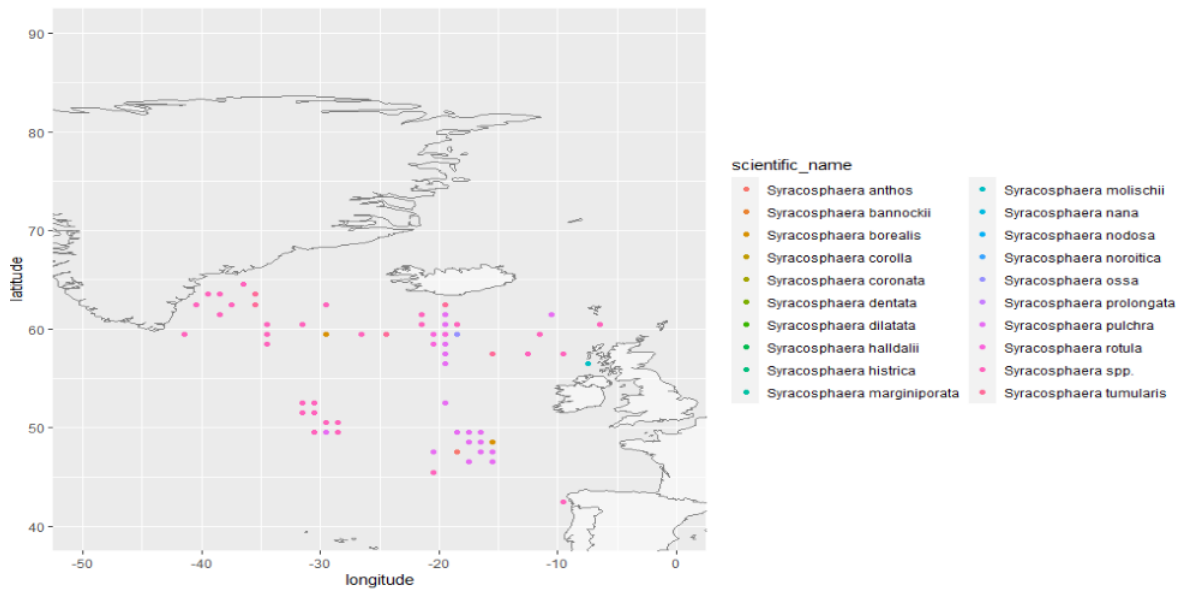 90
80
70
60
50
40
latitude
-50 -40 -30 -20 -10 0
longitude
scientific_name
Syracosphaera anthos
Syracosphaera bannockii
Syracosphaera borealis
Syracosphaera corolla
Syracosphaera coronata
Syracosphaera dentata
Syracosphaera dilatata
Syracosphaera halldalii
Syracosphaera histrica
Syracosphaera marginiporata
Syracosphaera molischii
Syracosphaera nana
Syracosphaera nodosa
Syracosphaera noroitica
Syracosphaera ossa
Syracosphaera prolongata
Syracosphaera pulchra
Syracosphaera rotula
Syracosphaera spp.
Syracosphaera tumularis